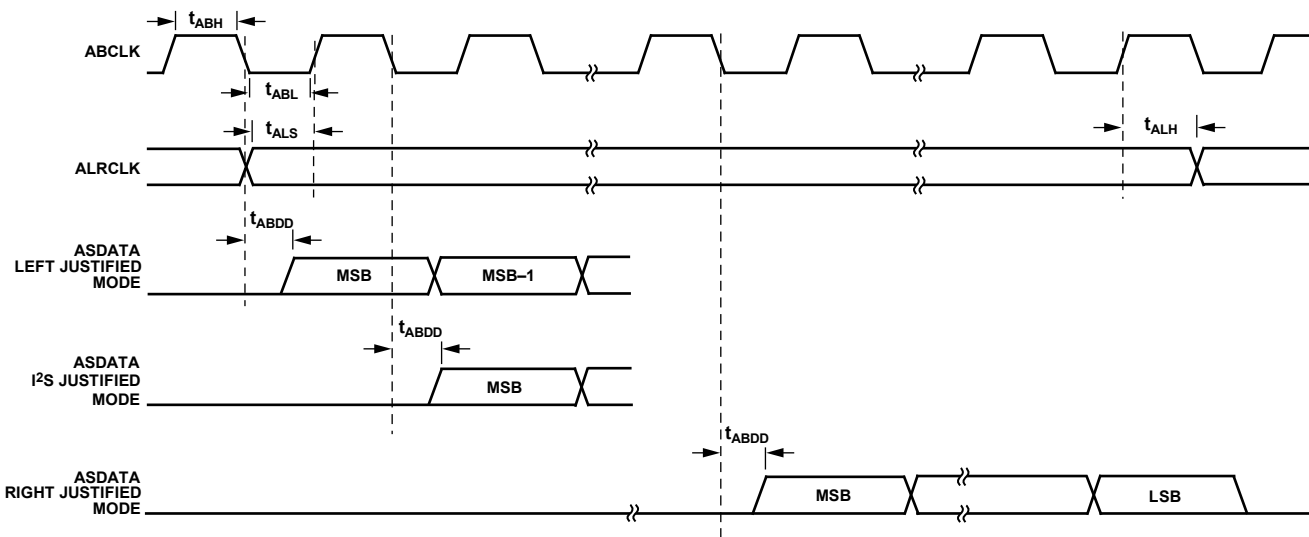 tABH
ABCLK
tABL
tALS
tALH
ALRCLK
tABDD
ASDATA
LEFT JUSTIFIED
MODE
MSB
MSB–1
tABDD
ASDATA
I2S JUSTIFIED
MODE
MSB
tABDD
ASDATA
RIGHT JUSTIFIED
MODE
MSB
LSB